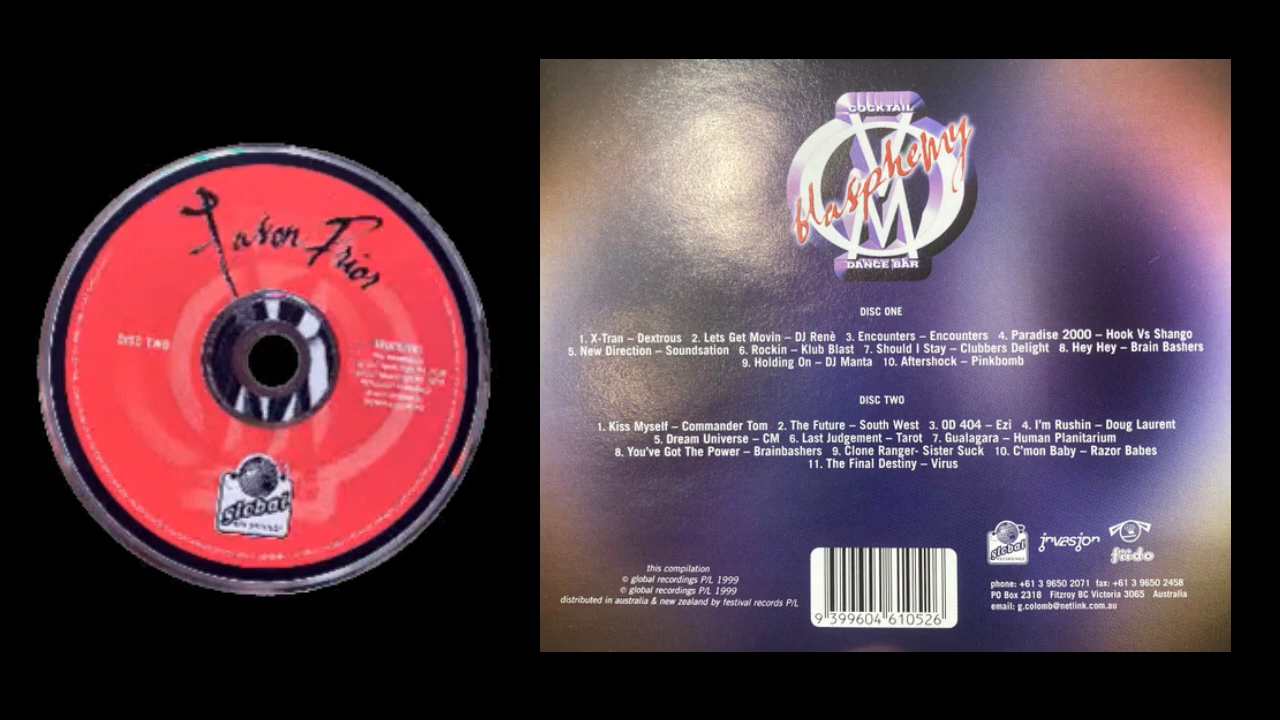 Jason Frior
DISC TWO
global
COCKTAIL
blasphemy
DANCE BAR
DISC ONE
1. X-Tran – Dextrous 2. Lets Get Movin – DJ Renè 3. Encounters – Encounters 4. Paradise 2000 – Hook Vs Shango
5. New Direction – Soundsation 6. Rockin – Klub Blast 7. Should I Stay – Clubbers Delight 8. Hey Hey – Brain Bashers
9. Holding On – DJ Manta 10. Aftershock – Pinkbomb
DISC TWO
1. Kiss Myself – Commander Tom 2. The Future – South West 3. OD 404 – Ezi 4. I'm Rushin – Doug Laurent
5. Dream Universe – CM 6. Last Judgement – Tarot 7. Gualagara – Human Planitarium
8. You've Got The Power – Brainbashers 9. Clone Ranger- Sister Suck 10. C'mon Baby – Razor Babes
11. The Final Destiny – Virus
this compilation
© global recordings P/L 1999
© global recordings P/L 1999
distributed in australia & new zealand by festival records P/L
9 399604 610526
global
RECORDINGS
invasion
fiido
phone: +61 3 9650 2071 fax: +61 3 9650 2458
PO Box 2318 Fitzroy BC Victoria 3065 Australia
email: g.colomb@netlink.com.au